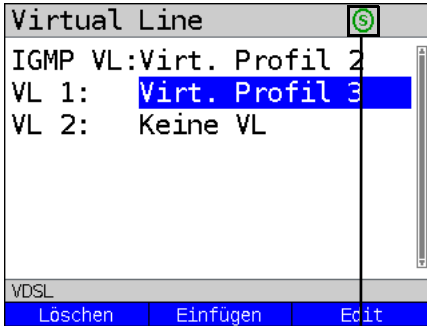 Virtual Line S
IGMP VL:Virt. Profil 2
VL 1: Virt. Profil 3
VL 2: Keine VL
VDSL
Löschen Einfügen Edit